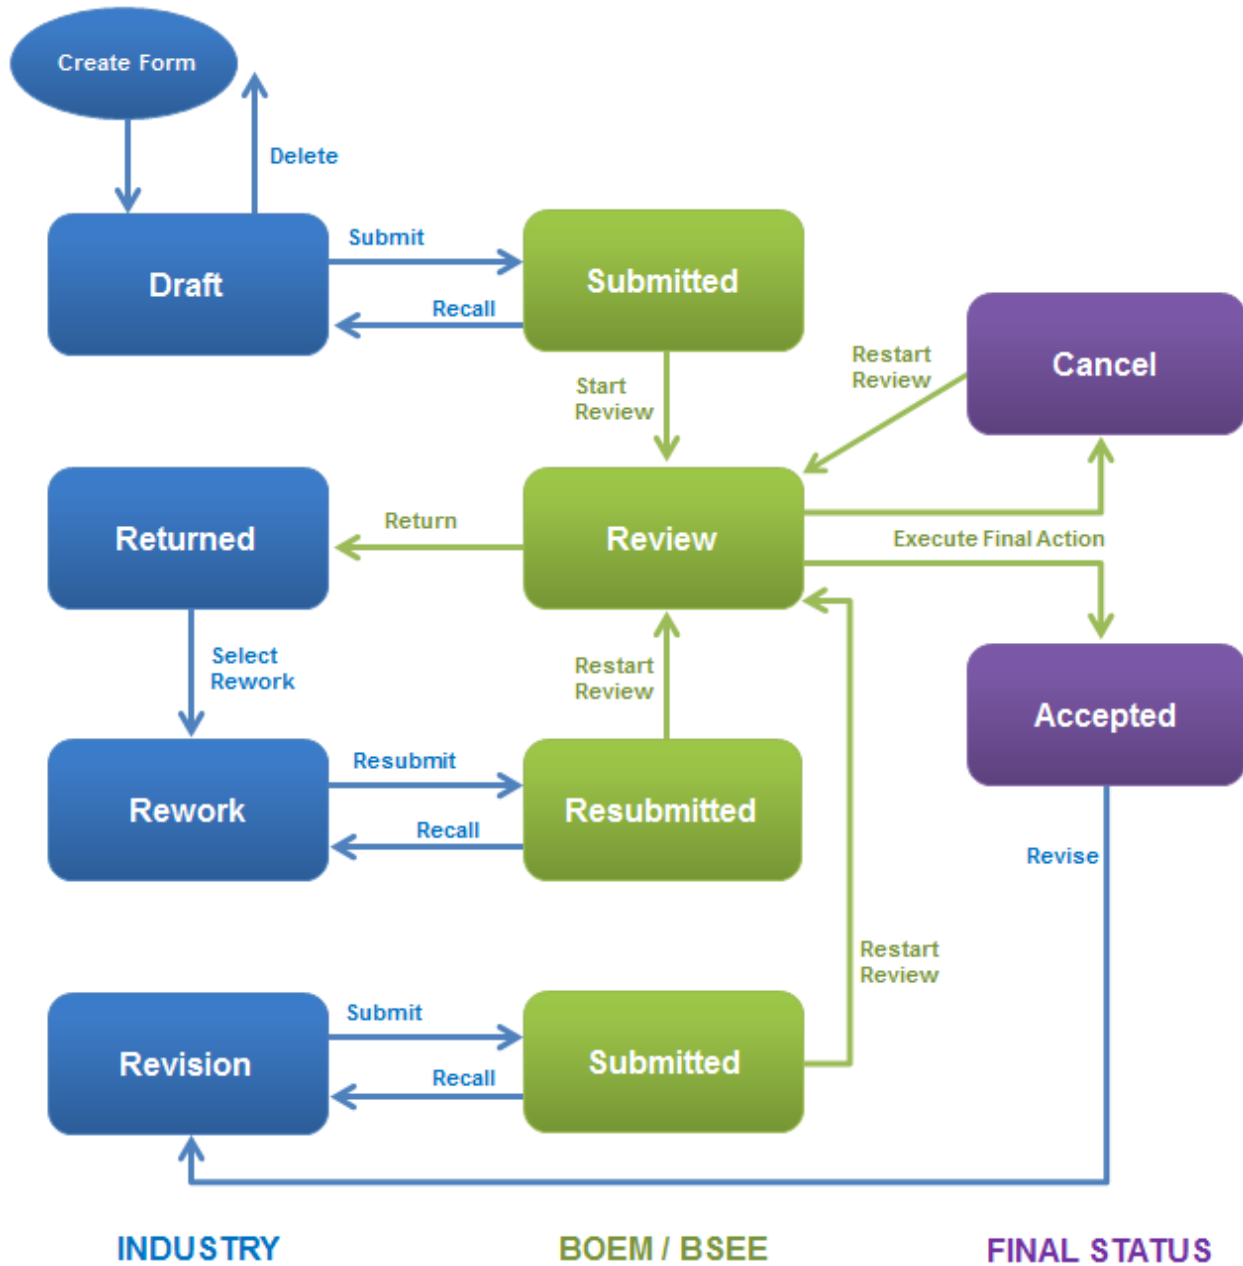 Create Form
Delete
Draft
Submit
Recall
Submitted
Start
Review
Restart
Review
Cancel
Returned
Return
Review
Execute Final Action
Select
Rework
Restart
Review
Accepted
Rework
Resubmit
Recall
Resubmitted
Revise
Restart
Review
Revision
Submit
Recall
Submitted
INDUSTRY
BOEM / BSEE
FINAL STATUS